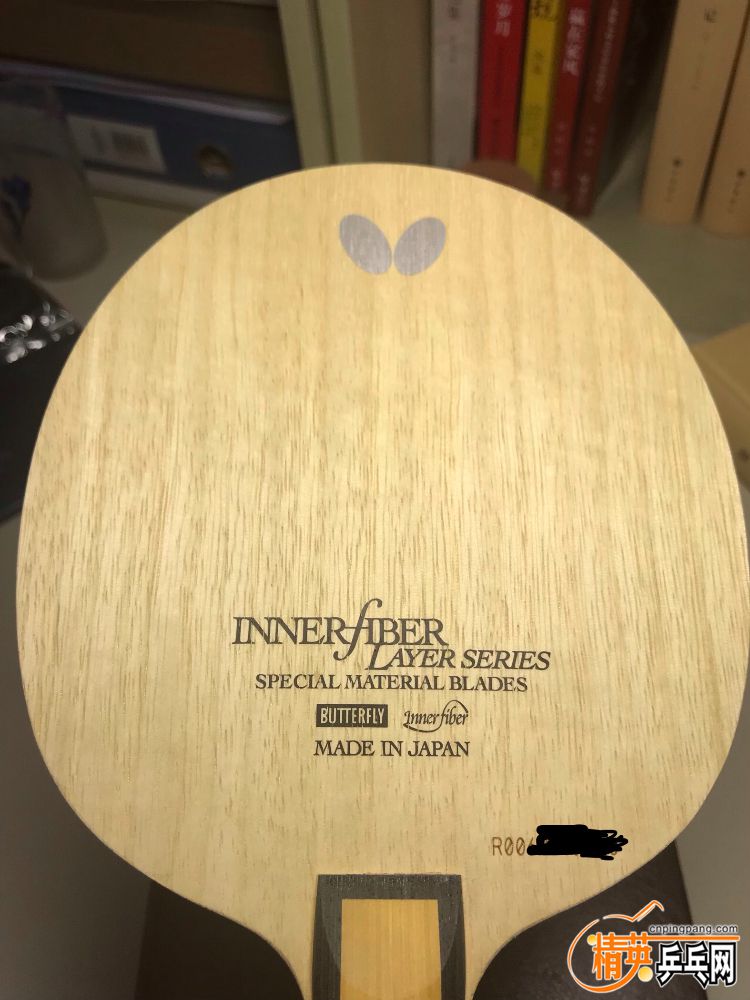 INNERfIBER
LAYER SERIES
SPECIAL MATERIAL BLADES
BUTTERFLY Innerfiber
MADE IN JAPAN
R00
cnpingpang.com
精英乒乓网